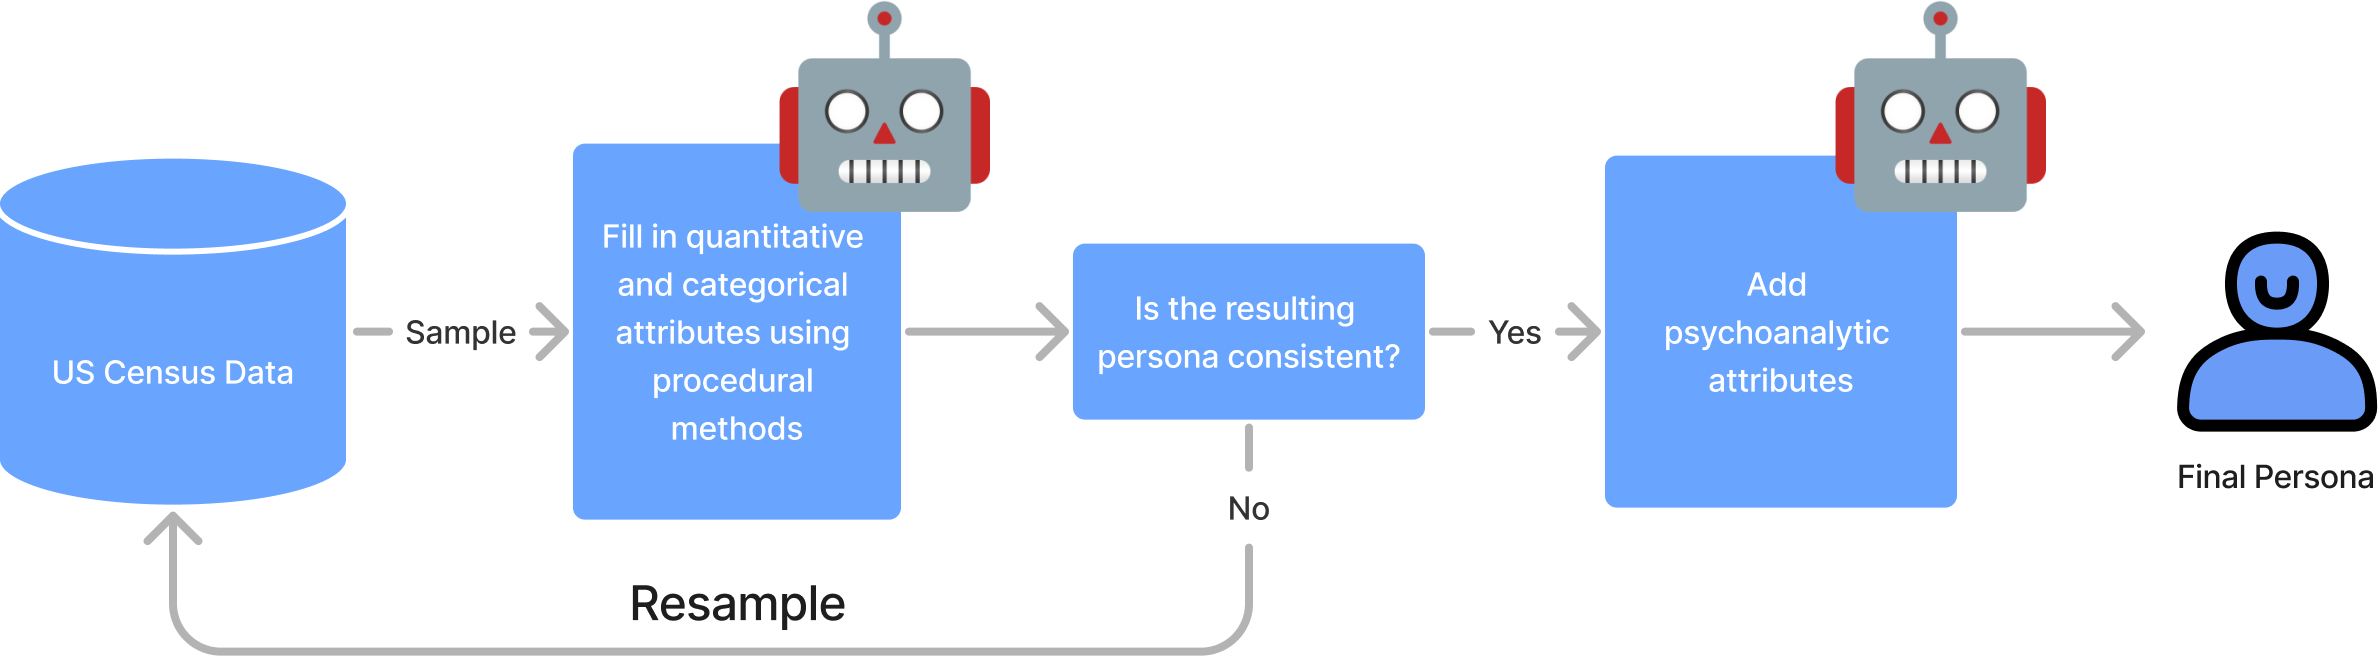 US Census Data
Sample
Fill in quantitative
and categorical
attributes using
procedural
methods
Is the resulting
persona consistent?
Yes
No
Resample
Add
psychoanalytic
attributes
Final Persona